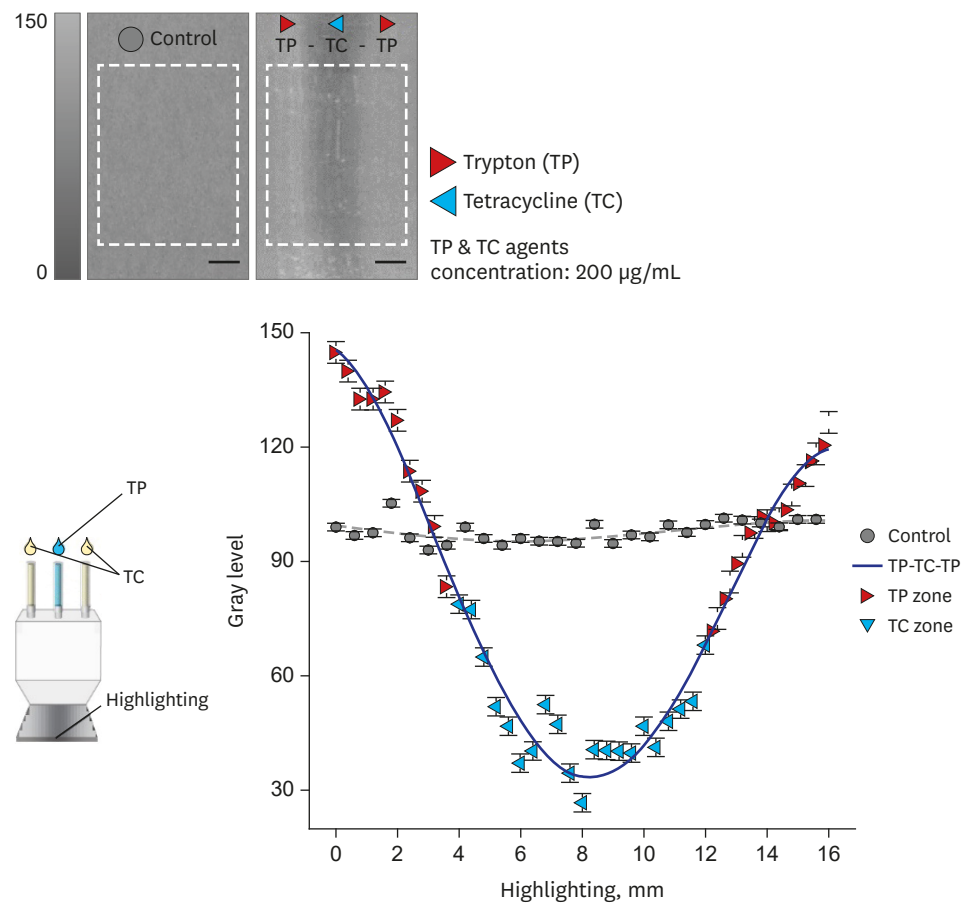 150
Control
TP - TC - TP
0
Trypton (TP)
Tetracycline (TC)
TP & TC agents
concentration: 200 µg/mL
TP
TC
Highlighting
150
120
90
60
30
Gray level
0 2 4 6 8 10 12 14 16
Highlighting, mm
Control
TP-TC-TP
TP zone
TC zone